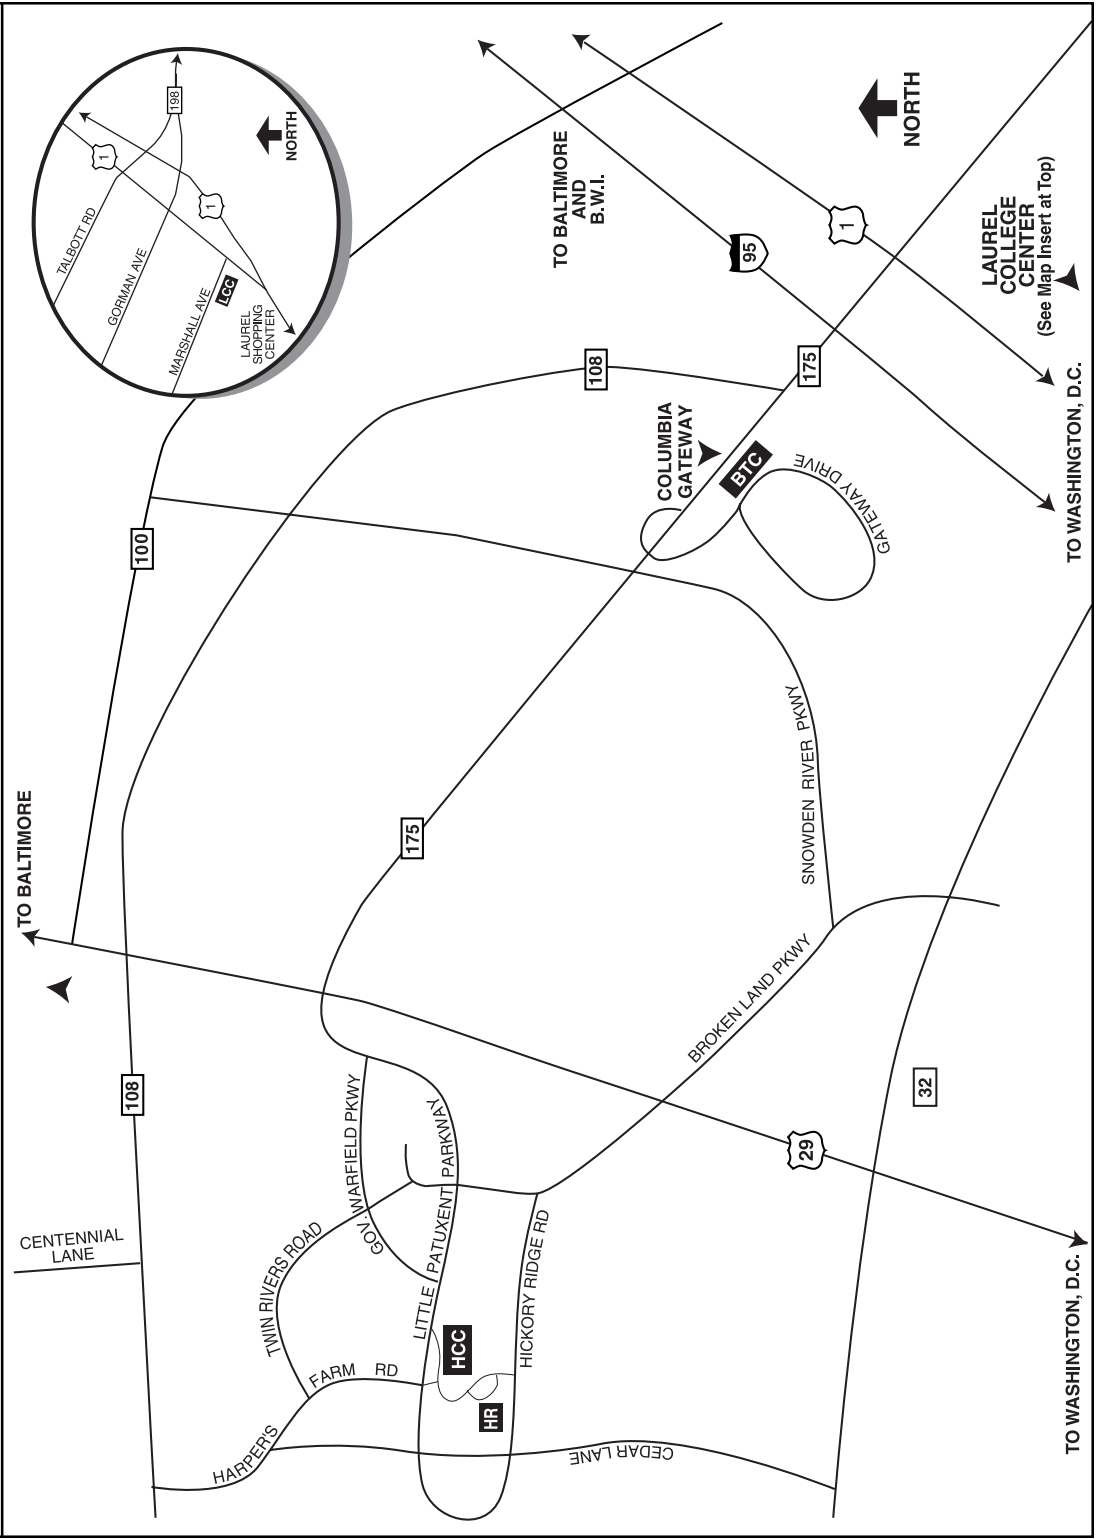 TO BALTIMORE
CENTENNIAL
LANE
108
100
108
175
175
TALBOTT RD
GORMAN AVE
MARSHALL AVE
LCC
LAUREL
SHOPPING
CENTER
1
1
198
NORTH
TO BALTIMORE
AND
B.W.I.
NORTH
95
1
LAUREL
COLLEGE
CENTER
(See Map Insert at Top)
COLUMBIA
GATEWAY
BTC
GATEWAY DRIVE
TO WASHINGTON, D.C.
SNOWDEN RIVER PKWY
BROKEN LAND PKWY
32
29
TO WASHINGTON, D.C.
GOV. WARFIELD PKWY
LITTLE PATUXENT PARKWAY
TWIN RIVERS ROAD
HARPER'S FARM RD
HCC
HR
HICKORY RIDGE RD
CEDAR LANE